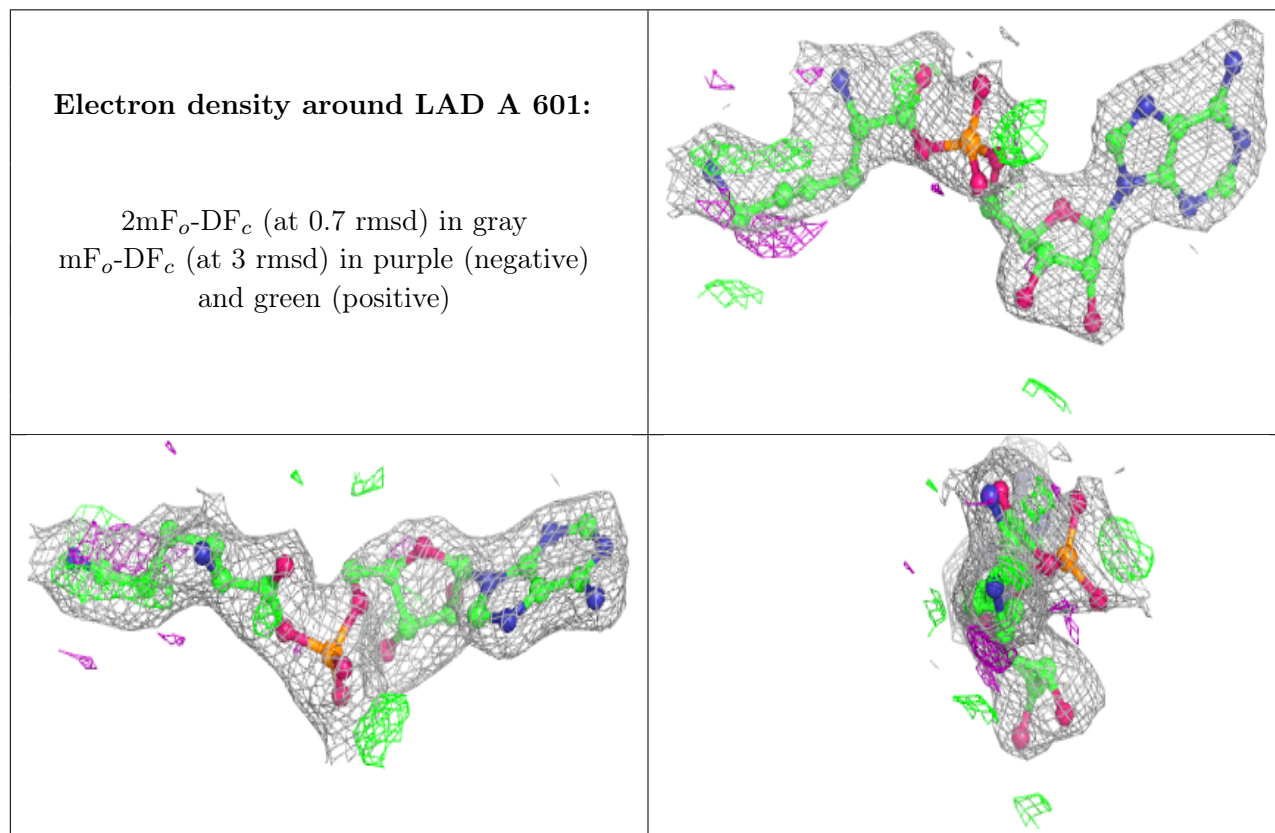 Electron density around LAD A 601:
2mFo-DFc (at 0.7 rmsd) in gray
mFo-DFc (at 3 rmsd) in purple (negative)
and green (positive)